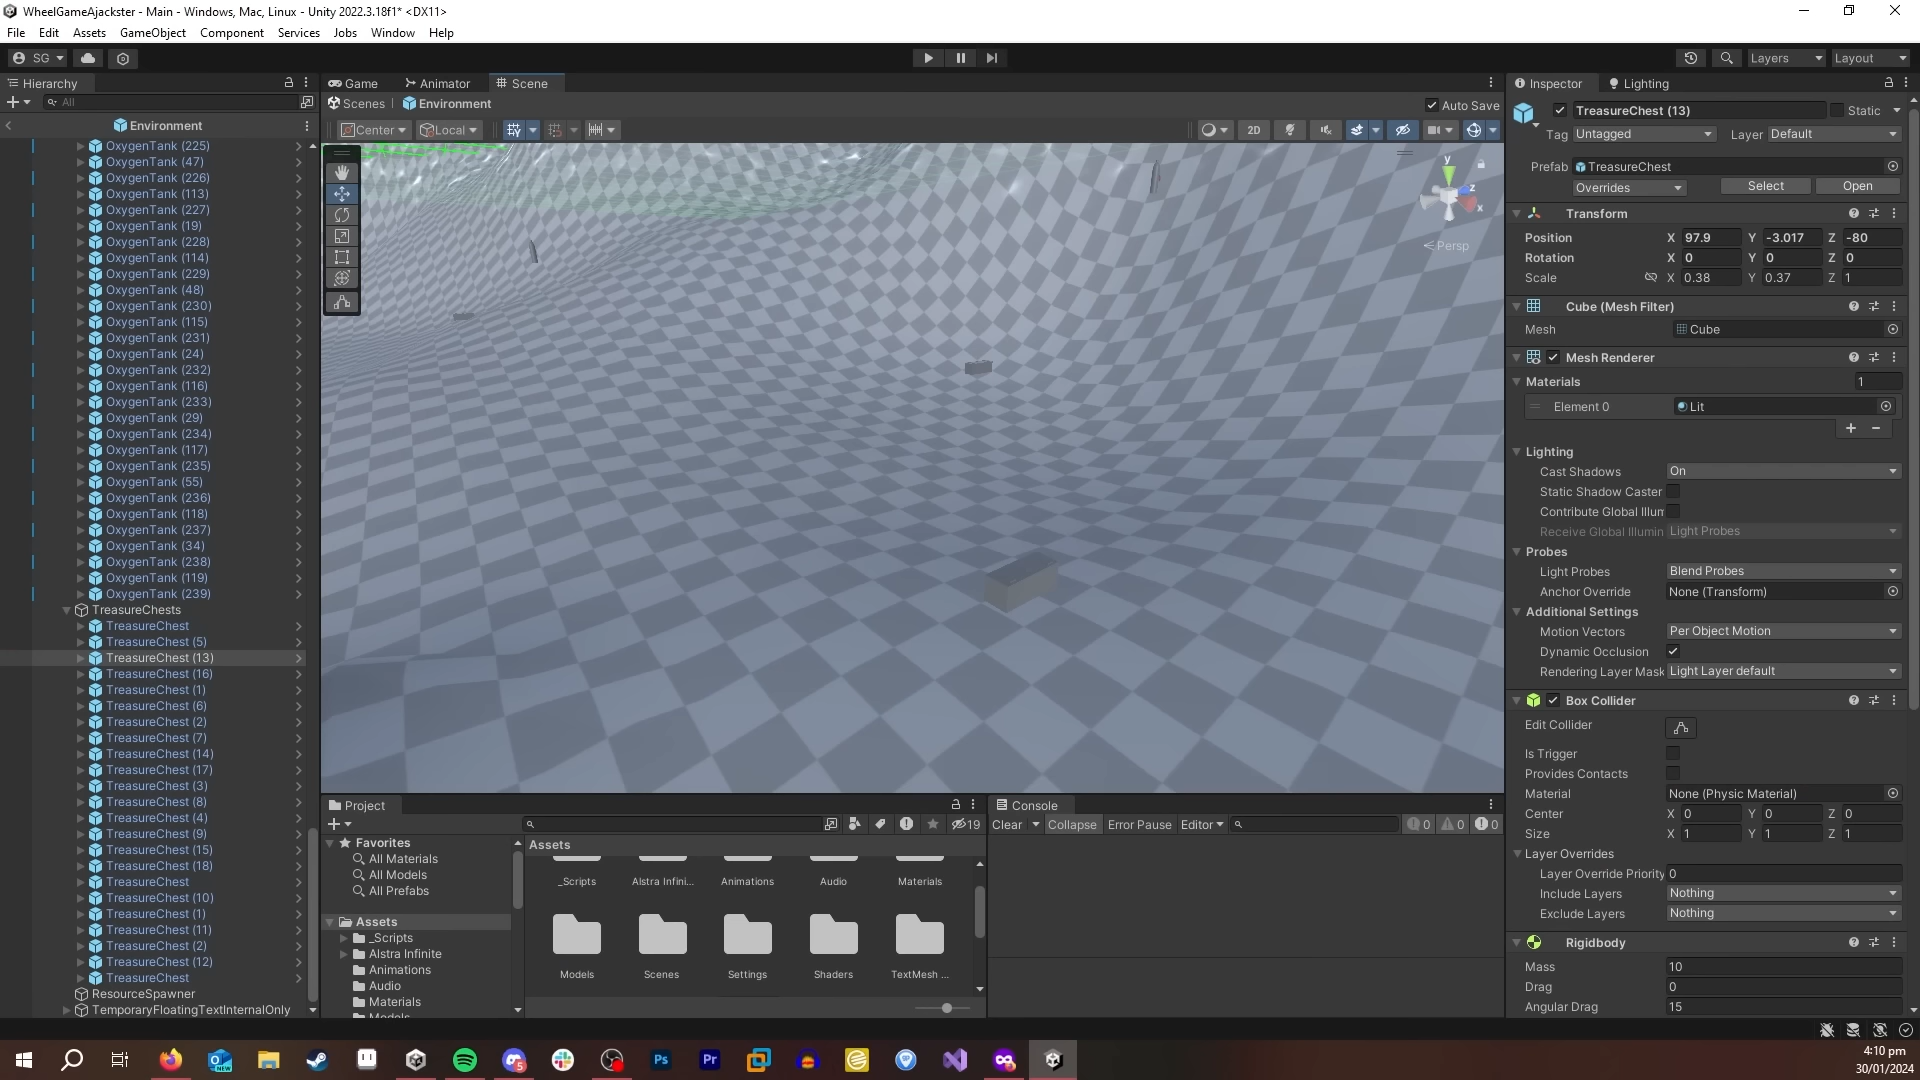 WheelGameAjackster - Main - Windows, Mac, Linux - Unity 2022.3.18f1* <DX11>
File Edit Assets GameObject Component Services Jobs Window Help
SG
Layers
Layout
Hierarchy
All
Environment
OxygenTank (225)
OxygenTank (47)
OxygenTank (226)
OxygenTank (113)
OxygenTank (227)
OxygenTank (19)
OxygenTank (228)
OxygenTank (114)
OxygenTank (229)
OxygenTank (48)
OxygenTank (230)
OxygenTank (115)
OxygenTank (231)
OxygenTank (24)
OxygenTank (232)
OxygenTank (116)
OxygenTank (233)
OxygenTank (29)
OxygenTank (234)
OxygenTank (117)
OxygenTank (235)
OxygenTank (55)
OxygenTank (236)
OxygenTank (118)
OxygenTank (237)
OxygenTank (34)
OxygenTank (238)
OxygenTank (119)
OxygenTank (239)
TreasureChests
TreasureChest
TreasureChest (5)
TreasureChest (13)
TreasureChest (16)
TreasureChest (1)
TreasureChest (6)
TreasureChest (2)
TreasureChest (7)
TreasureChest (14)
TreasureChest (17)
TreasureChest (3)
TreasureChest (8)
TreasureChest (4)
TreasureChest (9)
TreasureChest (15)
TreasureChest (18)
TreasureChest
TreasureChest (10)
TreasureChest (1)
TreasureChest (11)
TreasureChest (2)
TreasureChest (12)
TreasureChest
ResourceSpawner
TemporaryFloatingTextInternalOnly
Game Animator Scene
Scenes Environment
Auto Save
Center Local
2D
y
z
x
Persp
Project
19
Favorites
All Materials
All Models
All Prefabs
Assets
_Scripts
Alstra Infinite
Animations
Audio
Materials
Models
Assets
_Scripts Alstra Infini... Animations Audio Materials
Models Scenes Settings Shaders TextMesh ...
Console
Clear Collapse Error Pause Editor
0 0 0
Inspector Lighting
TreasureChest (13) Static
Tag Untagged Layer Default
Prefab TreasureChest
Overrides Select Open
Transform
Position X 97.9 Y -3.017 Z -80
Rotation X 0 Y 0 Z 0
Scale X 0.38 Y 0.37 Z 1
Cube (Mesh Filter)
Mesh Cube
Mesh Renderer
Materials 1
Element 0 Lit
Lighting
Cast Shadows On
Static Shadow Caster
Contribute Global Illum
Receive Global Illumin Light Probes
Probes
Light Probes Blend Probes
Anchor Override None (Transform)
Additional Settings
Motion Vectors Per Object Motion
Dynamic Occlusion
Rendering Layer Mask Light Layer default
Box Collider
Edit Collider
Is Trigger
Provides Contacts
Material None (Physic Material)
Center X 0 Y 0 Z 0
Size X 1 Y 1 Z 1
Layer Overrides
Layer Override Priority 0
Include Layers Nothing
Exclude Layers Nothing
Rigidbody
Mass 10
Drag 0
Angular Drag 15
NEW
Ps
Pr
5
4:10 pm
30/01/2024